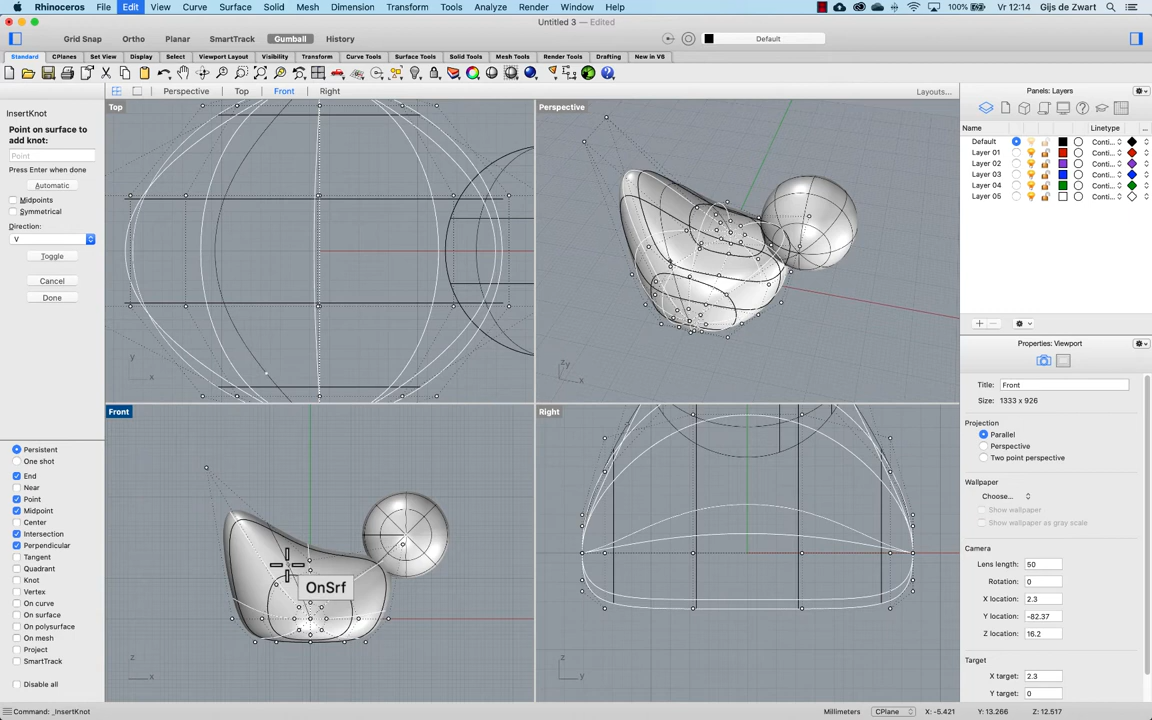 Rhinoceros File Edit View Curve Surface Solid Mesh Dimension Transform Tools Analyze Render Window Help 100% Vr 12:14 Gijs de Zwart
Untitled 3 — Edited
Grid Snap Ortho Planar SmartTrack Gumball History Default
Standard CPlanes Set View Display Select Viewport Layout Visibility Transform Curve Tools Surface Tools Solid Tools Mesh Tools Render Tools Drafting New in V6
Perspective Top Front Right Layouts...
Panels: Layers
InsertKnot
Point on surface to
add knot:
Point
Press Enter when done
Automatic
Midpoints
Symmetrical
Direction:
V
Toggle
Cancel
Done
Persistent
One shot
End
Near
Point
Midpoint
Center
Intersection
Perpendicular
Tangent
Quadrant
Knot
Vertex
On curve
On surface
On polysurface
On mesh
Project
SmartTrack
Disable all
Top
y
x
Perspective
z y
x
Front
OnSrf
z
x
Right
z
y
Name Linetype ...
Default Conti...
Layer 01 Conti...
Layer 02 Conti...
Layer 03 Conti...
Layer 04 Conti...
Layer 05 Conti...
Properties: Viewport
Title: Front
Size: 1333 x 926
Projection
Parallel
Perspective
Two point perspective
Wallpaper
Choose...
Show wallpaper
Show wallpaper as gray scale
Camera
Lens length: 50
Rotation: 0
X location: 2.3
Y location: -82.37
Z location: 16.2
Target
X target: 2.3
Y target: 0
Command: _InsertKnot
Millimeters CPlane X: -5.421 Y: 13.266 Z: 12.517